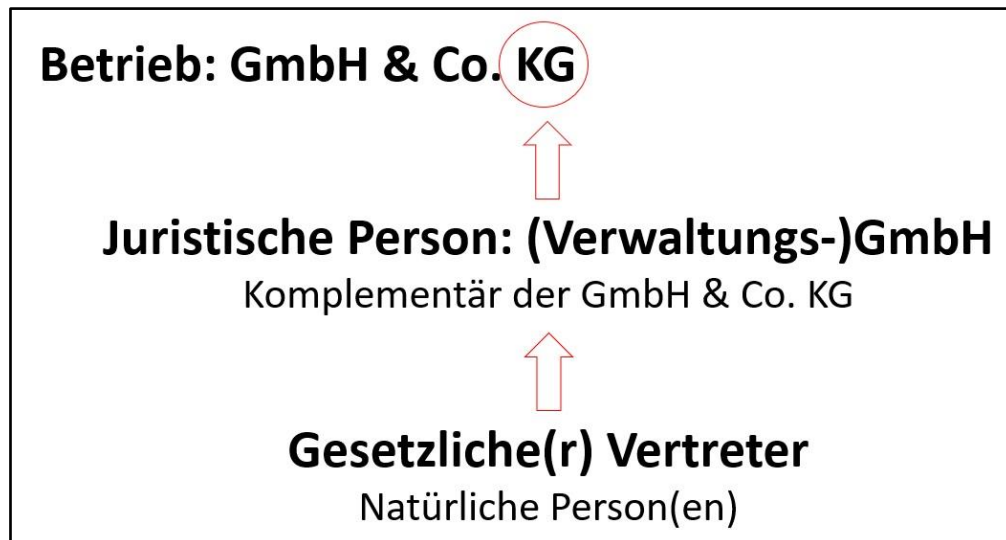 Betrieb: GmbH & Co. KG
Juristische Person: (Verwaltungs-)GmbH
Komplementär der GmbH & Co. KG
Gesetzliche(r) Vertreter
Natürliche Person(en)